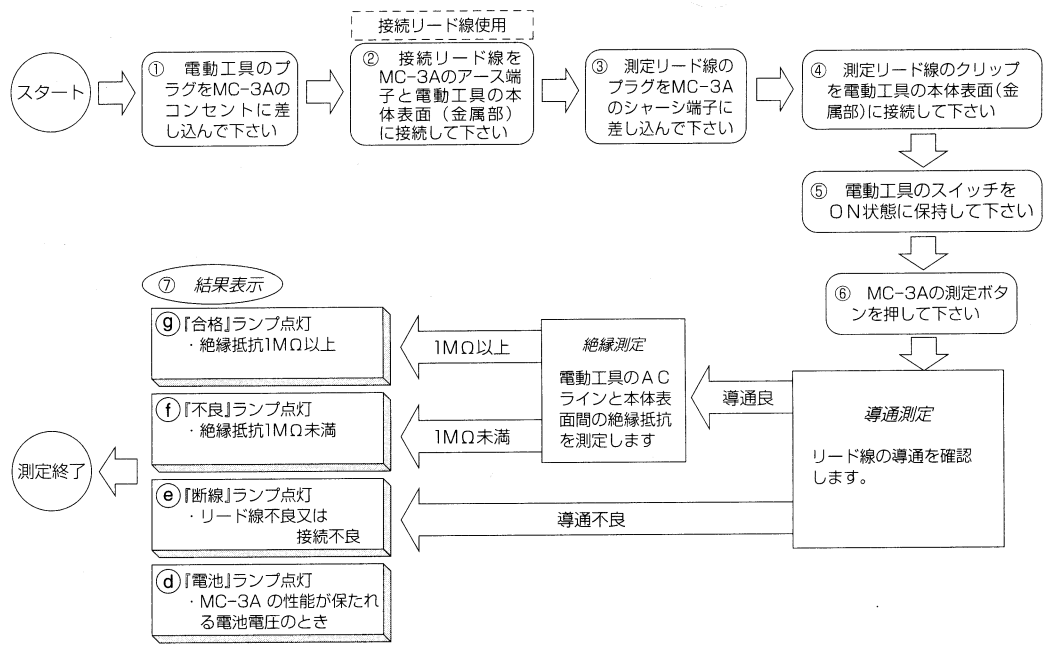 スタート
① 電動工具のプ
ラグをMC-3Aの
コンセントに差
し込んで下さい
接続リード線使用
② 接続リード線を
MC-3Aのアース端
子と電動工具の本
体表面(金属部)
に接続して下さい
③ 測定リード線の
プラグをMC-3A
のシャーシ端子に
差し込んで下さい
④ 測定リード線のクリップ
を電動工具の本体表面(金
属部)に接続して下さい
⑤ 電動工具のスイッチを
ON状態に保持して下さい
⑥ MC-3Aの測定ボタ
ンを押して下さい
導通測定
リード線の導通を確認
します。
導通良
導通不良
絶縁測定
電動工具のAC
ラインと本体表
面間の絶縁抵抗
を測定します
1MΩ以上
1MΩ未満
⑦ 結果表示
ⓖ『合格』ランプ点灯
・絶縁抵抗1MΩ以上
ⓕ『不良』ランプ点灯
・絶縁抵抗1MΩ未満
ⓔ『断線』ランプ点灯
・リード線不良又は
接続不良
ⓓ『電池』ランプ点灯
・MC-3A の性能が保たれ
る電池電圧のとき
測定終了